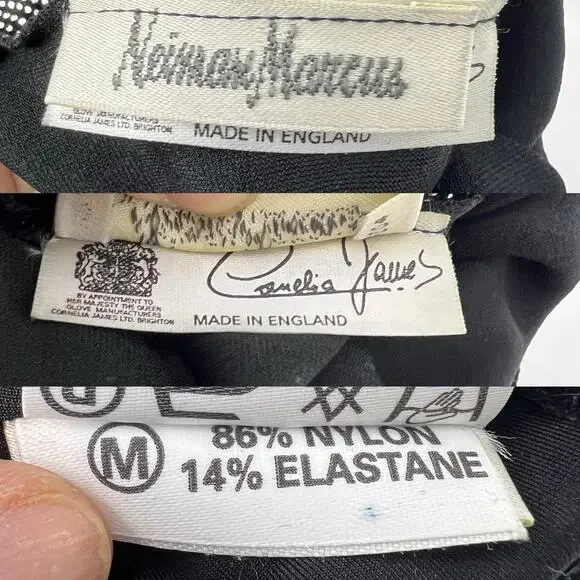 Neiman Marcus
GLOVE MANUFACTURERS
CORNELIA JAMES LTD. BRIGHTON
MADE IN ENGLAND
BY APPOINTMENT TO
HER MAJESTY THE QUEEN
GLOVE MANUFACTURERS
CORNELIA JAMES LTD. BRIGHTON
Cornelia James
MADE IN ENGLAND
M
86% NYLON
14% ELASTANE